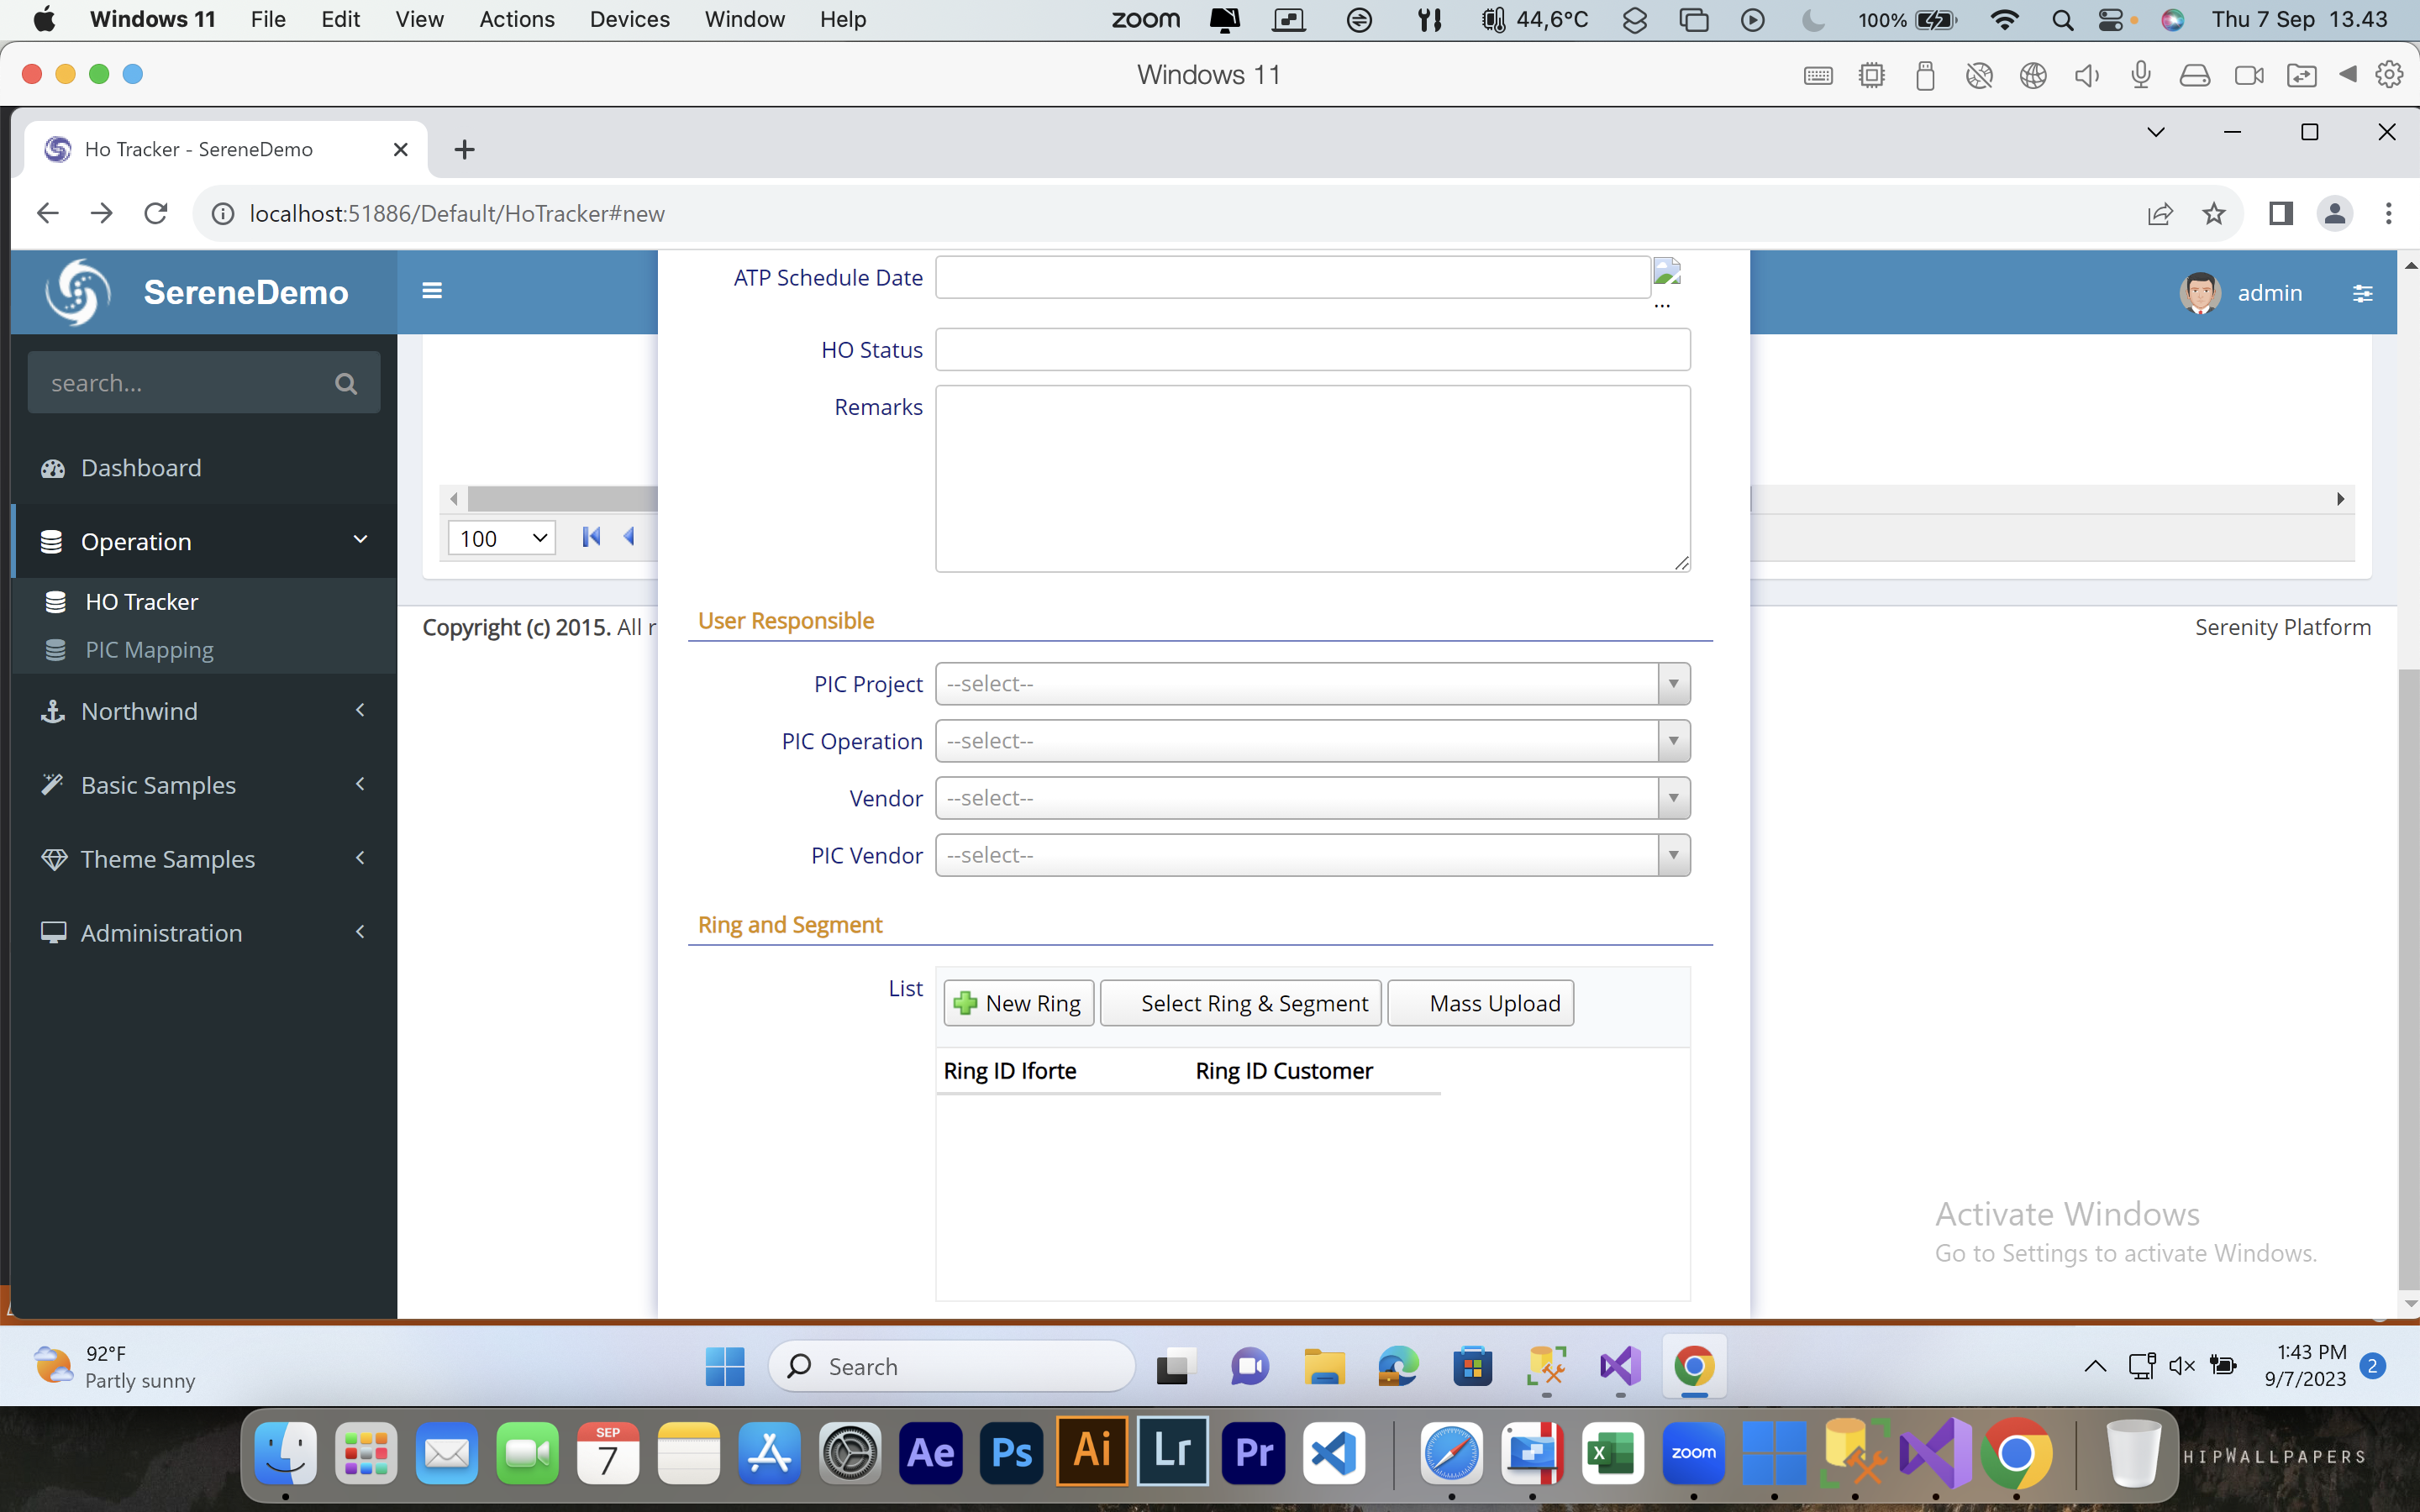 Windows 11 File Edit View Actions Devices Window Help zoom 44,6°C 100% Thu 7 Sep 13.43
Windows 11
Ho Tracker - SereneDemo
localhost:51886/Default/HoTracker#new
SereneDemo
admin
search...
Dashboard
Operation
HO Tracker
PIC Mapping
Northwind
Basic Samples
Theme Samples
Administration
100
Copyright (c) 2015. All r
Serenity Platform
ATP Schedule Date
...
HO Status
Remarks
User Responsible
PIC Project --select--
PIC Operation --select--
Vendor --select--
PIC Vendor --select--
Ring and Segment
List New Ring Select Ring & Segment Mass Upload
Ring ID Iforte Ring ID Customer
Activate Windows
Go to Settings to activate Windows.
92°F
Partly sunny
Search
1:43 PM
9/7/2023
2
SEP
7
Ae Ps Ai Lr Pr zoom
HIPWALLPAPERS